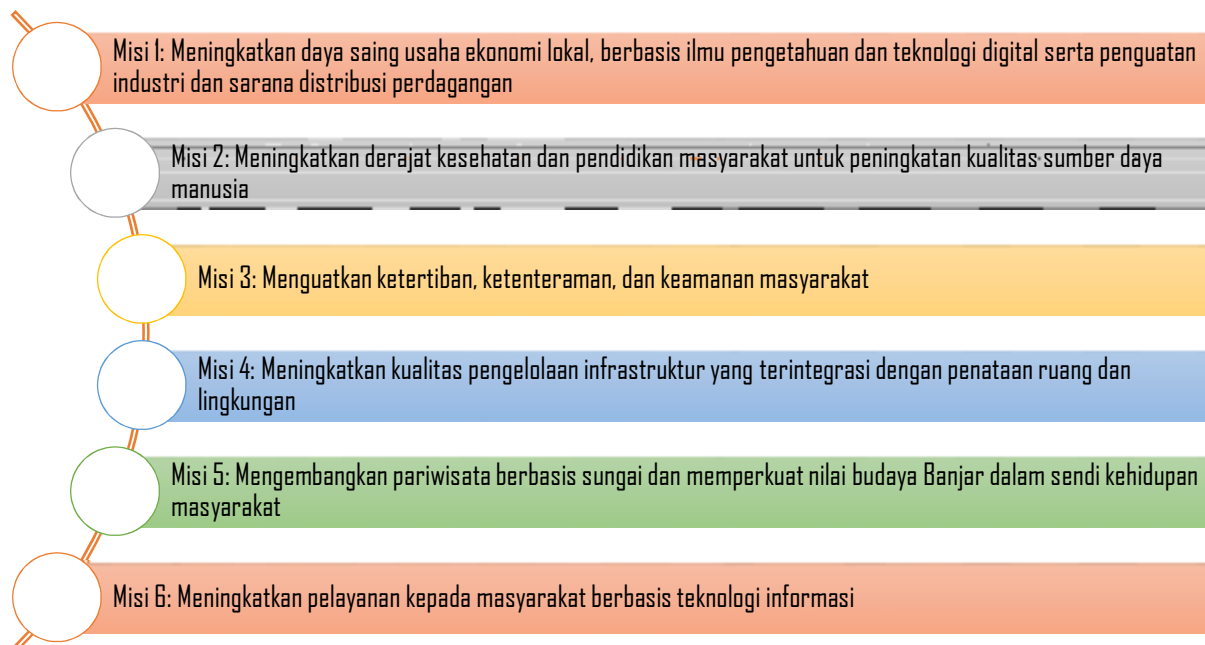 Misi 1: Meningkatkan daya saing usaha ekonomi lokal, berbasis ilmu pengetahuan dan teknologi digital serta penguatan
industri dan sarana distribusi perdagangan
Misi 2: Meningkatkan derajat kesehatan dan pendidikan masyarakat untuk peningkatan kualitas sumber daya
manusia
Misi 3: Menguatkan ketertiban, ketenteraman, dan keamanan masyarakat
Misi 4: Meningkatkan kualitas pengelolaan infrastruktur yang terintegrasi dengan penataan ruang dan
lingkungan
Misi 5: Mengembangkan pariwisata berbasis sungai dan memperkuat nilai budaya Banjar dalam sendi kehidupan
masyarakat
Misi 6: Meningkatkan pelayanan kepada masyarakat berbasis teknologi informasi